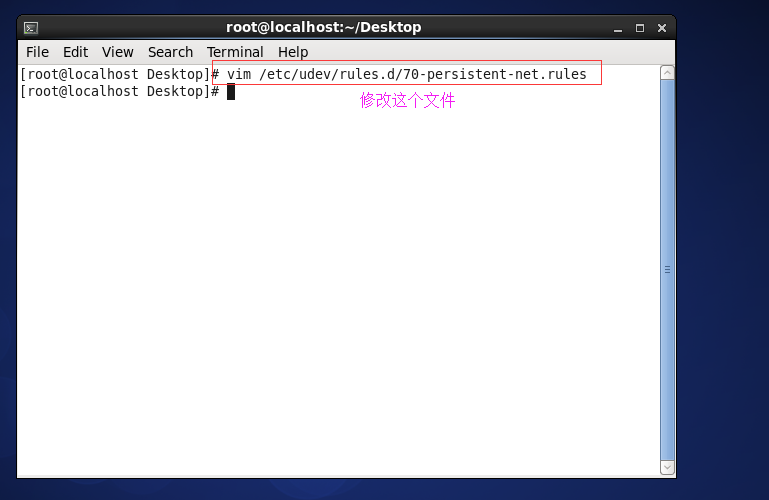 root@localhost:~/Desktop
File Edit View Search Terminal Help
[root@localhost Desktop]# vim /etc/udev/rules.d/70-persistent-net.rules
[root@localhost Desktop]#
修改这个文件